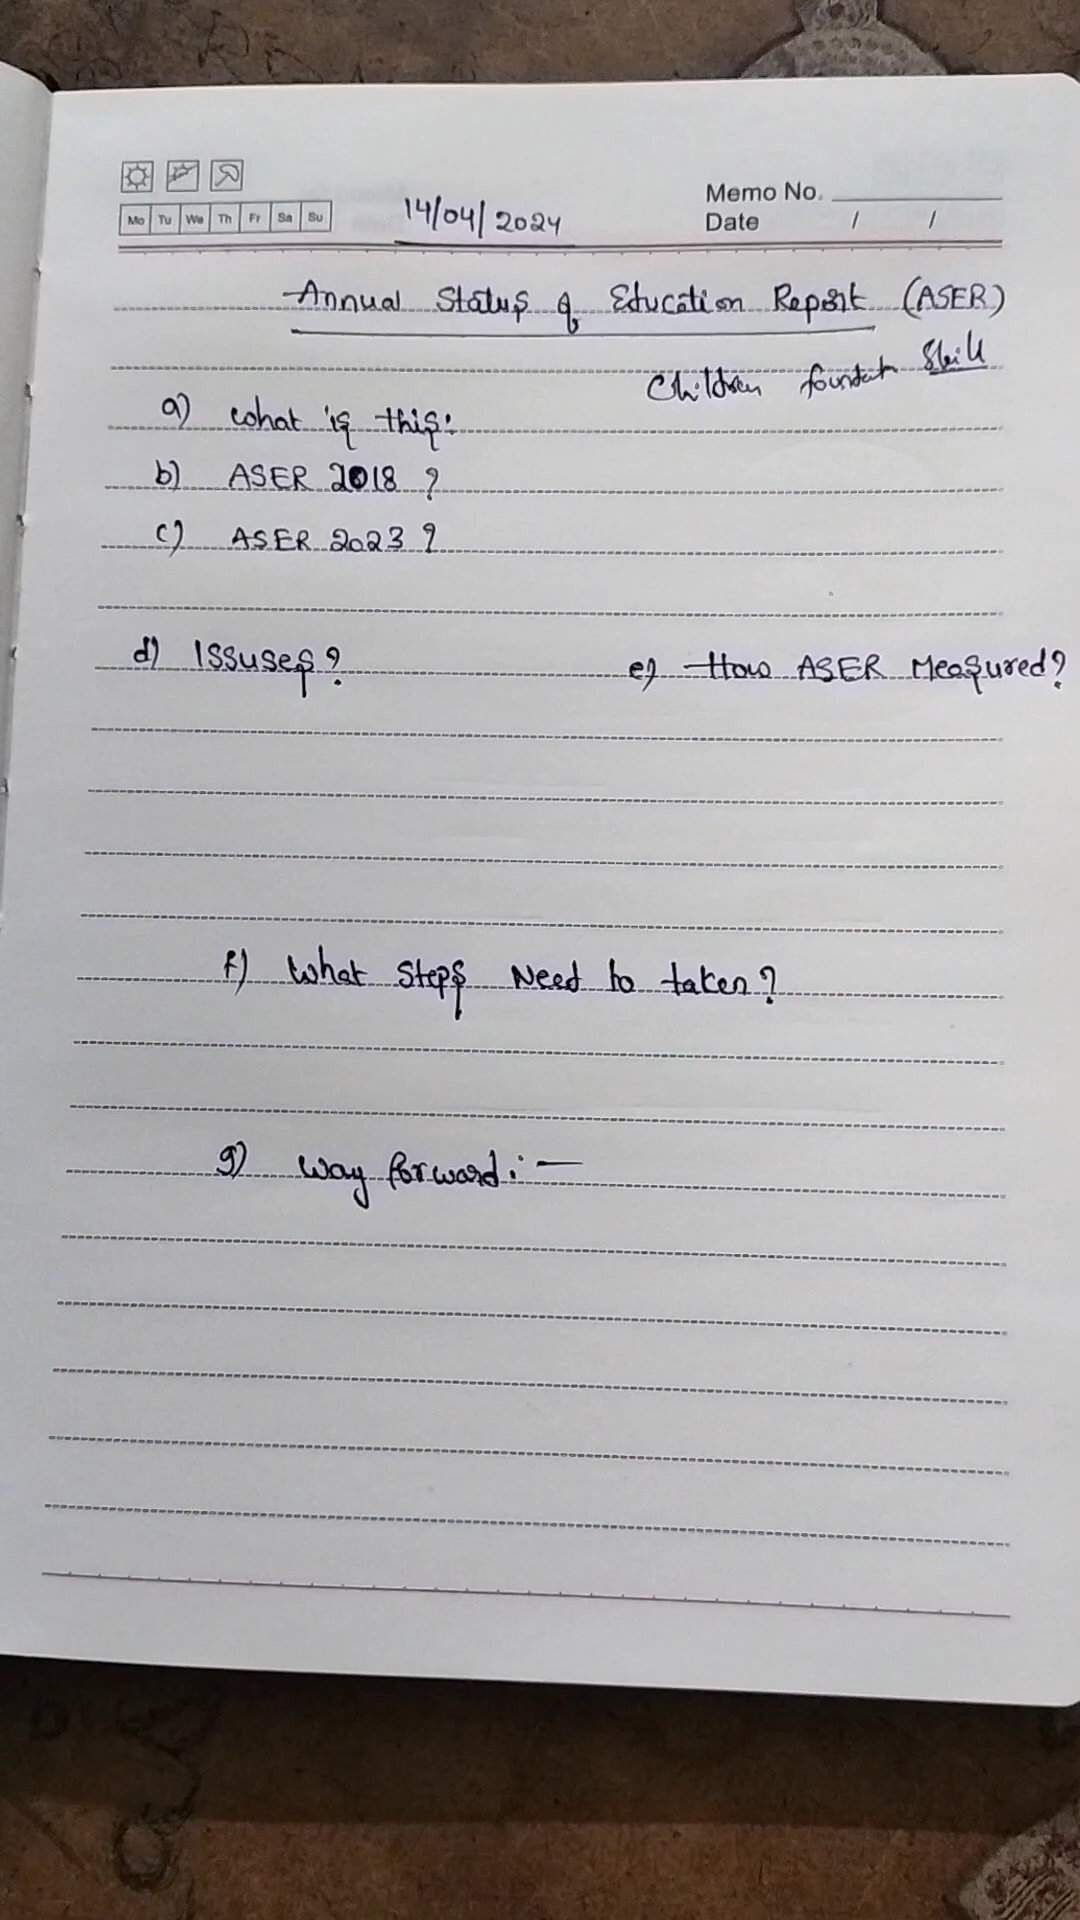 Memo No.
Mo Tu We Th Fr Sa Su
14/04/2024
Date / /
Annual Status of Education Report (ASER)
Children foundat Skill
a) What is this:
b) ASER 2018 ?
c) ASER 2023 ?
d) Issuses? e) How ASER Measured?
f) What Steps Need to taken?
g) Way forward: —